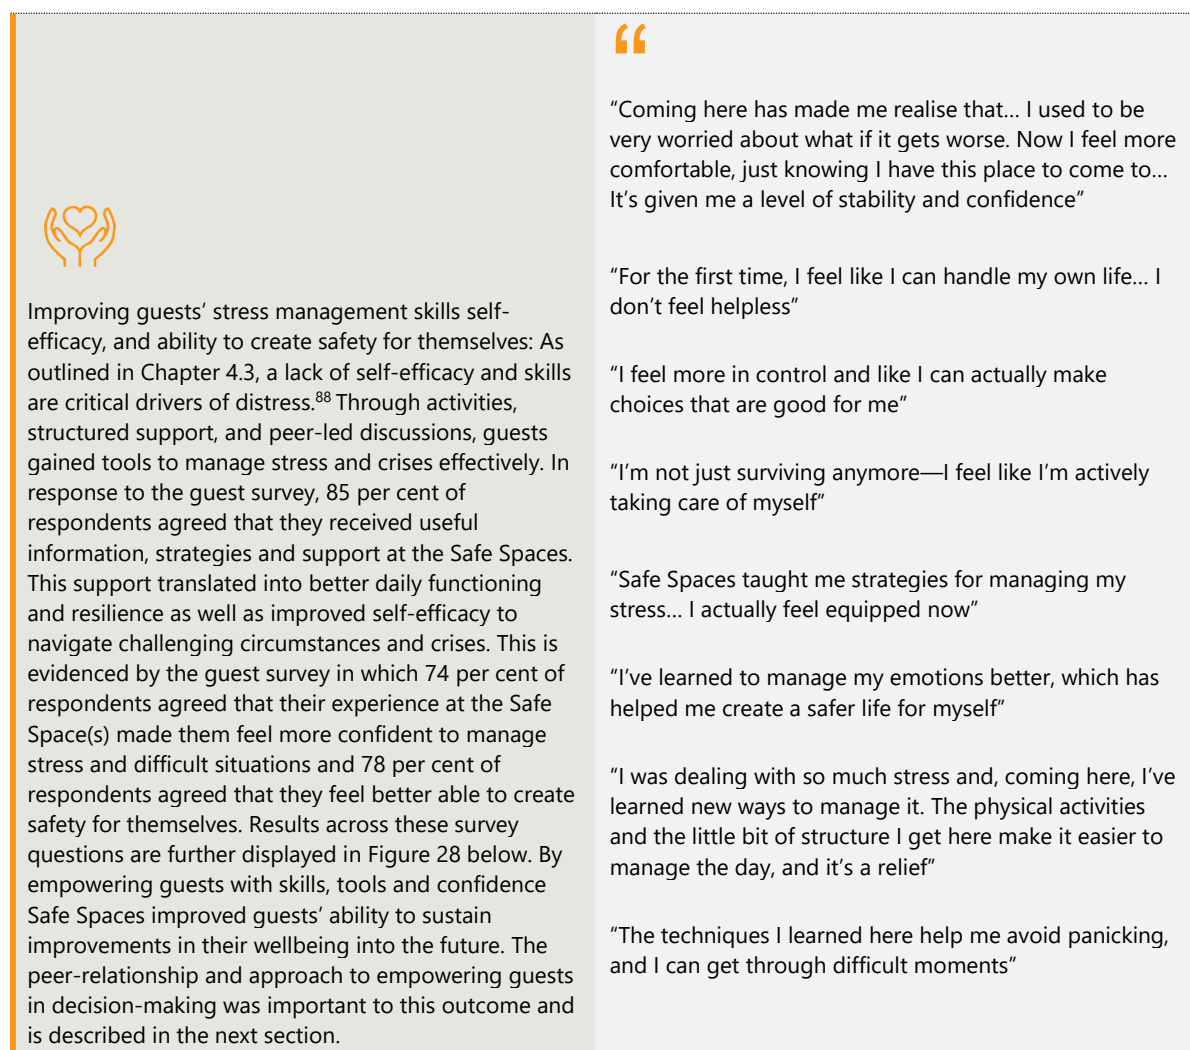 Improving guests’ stress management skills self-
efficacy, and ability to create safety for themselves: As
outlined in Chapter 4.3, a lack of self-efficacy and skills
are critical drivers of distress.88 Through activities,
structured support, and peer-led discussions, guests
gained tools to manage stress and crises effectively. In
response to the guest survey, 85 per cent of
respondents agreed that they received useful
information, strategies and support at the Safe Spaces.
This support translated into better daily functioning
and resilience as well as improved self-efficacy to
navigate challenging circumstances and crises. This is
evidenced by the guest survey in which 74 per cent of
respondents agreed that their experience at the Safe
Space(s) made them feel more confident to manage
stress and difficult situations and 78 per cent of
respondents agreed that they feel better able to create
safety for themselves. Results across these survey
questions are further displayed in Figure 28 below. By
empowering guests with skills, tools and confidence
Safe Spaces improved guests’ ability to sustain
improvements in their wellbeing into the future. The
peer-relationship and approach to empowering guests
in decision-making was important to this outcome and
is described in the next section.
“
“Coming here has made me realise that... I used to be
very worried about what if it gets worse. Now I feel more
comfortable, just knowing I have this place to come to...
It’s given me a level of stability and confidence”
“For the first time, I feel like I can handle my own life... I
don’t feel helpless”
“I feel more in control and like I can actually make
choices that are good for me”
“I’m not just surviving anymore—I feel like I’m actively
taking care of myself”
“Safe Spaces taught me strategies for managing my
stress... I actually feel equipped now”
“I’ve learned to manage my emotions better, which has
helped me create a safer life for myself”
“I was dealing with so much stress and, coming here, I’ve
learned new ways to manage it. The physical activities
and the little bit of structure I get here make it easier to
manage the day, and it’s a relief”
“The techniques I learned here help me avoid panicking,
and I can get through difficult moments”